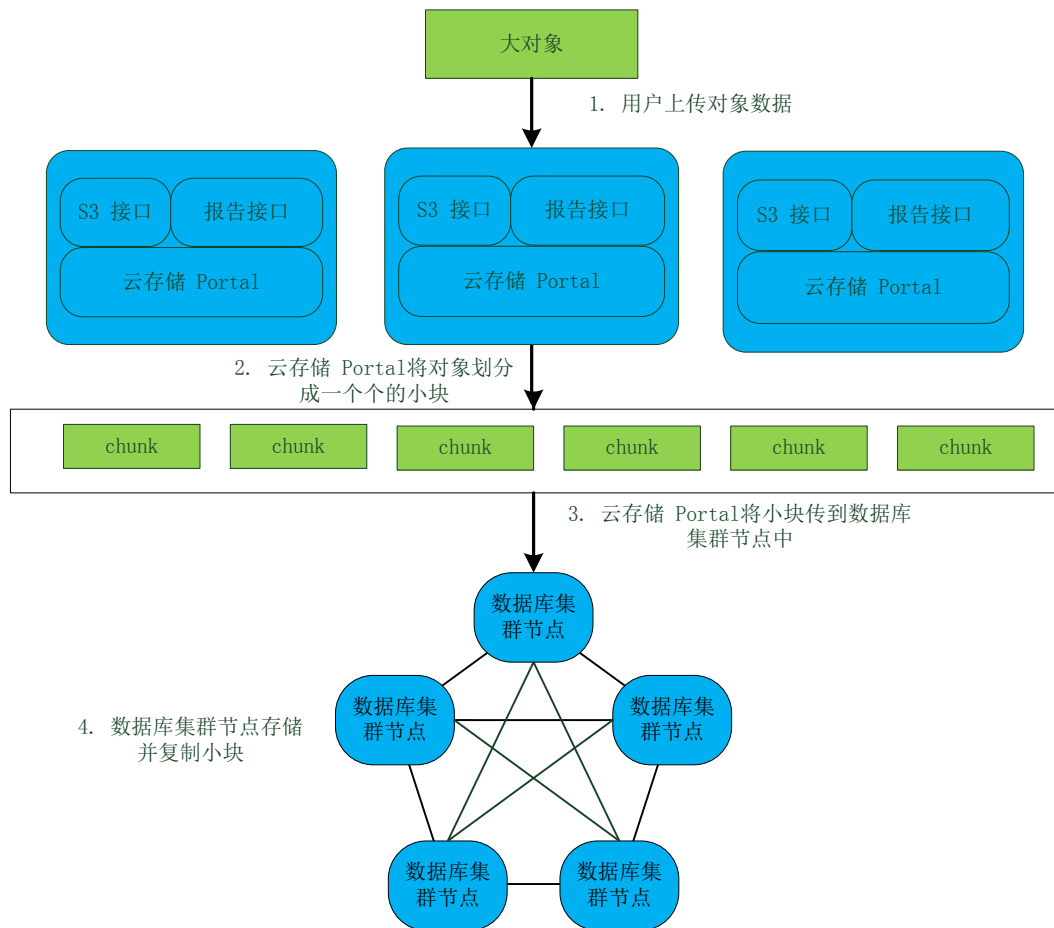 大对象
1. 用户上传对象数据
S3 接口
报告接口
云存储 Portal
S3 接口
报告接口
云存储 Portal
S3 接口
报告接口
云存储 Portal
2. 云存储 Portal将对象划分
成一个个的小块
chunk
chunk
chunk
chunk
chunk
chunk
3. 云存储 Portal将小块传到数据库
集群节点中
数据库集
群节点
数据库集
群节点
数据库集
群节点
4. 数据库集群节点存储
并复制小块
数据库集
群节点
数据库集
群节点